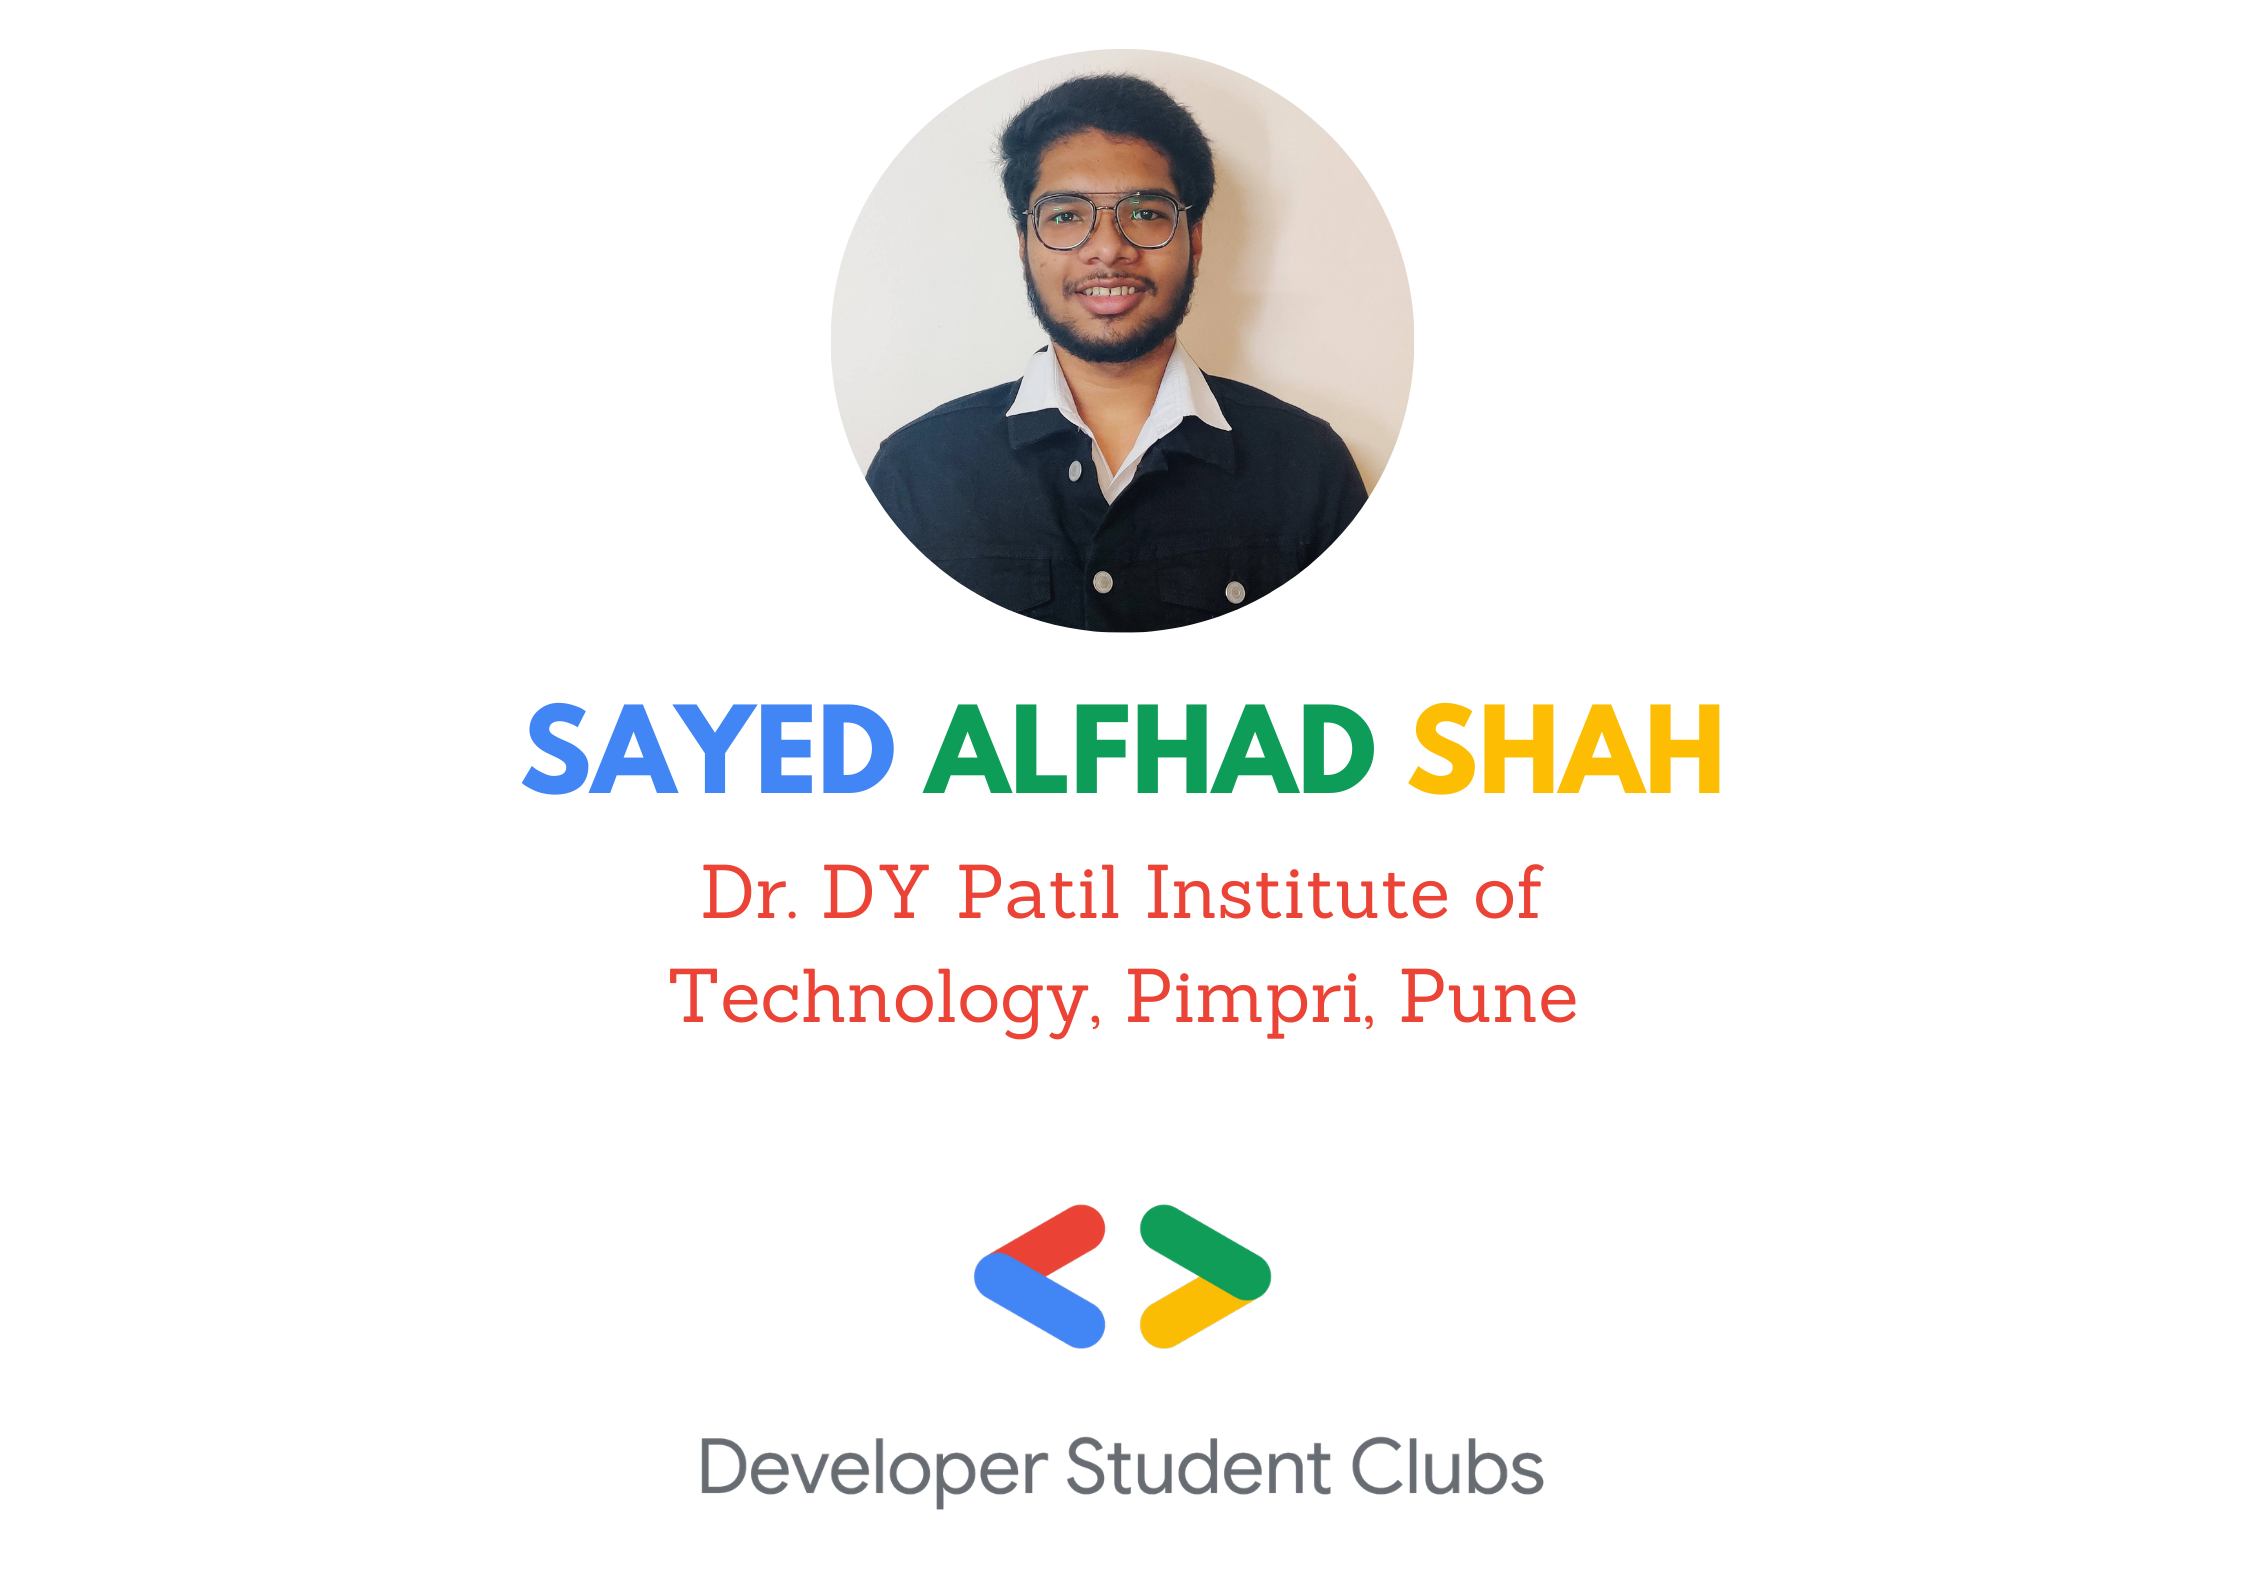 SAYED ALFHAD SHAH
Dr. DY Patil Institute of
Technology, Pimpri, Pune
Developer Student Clubs